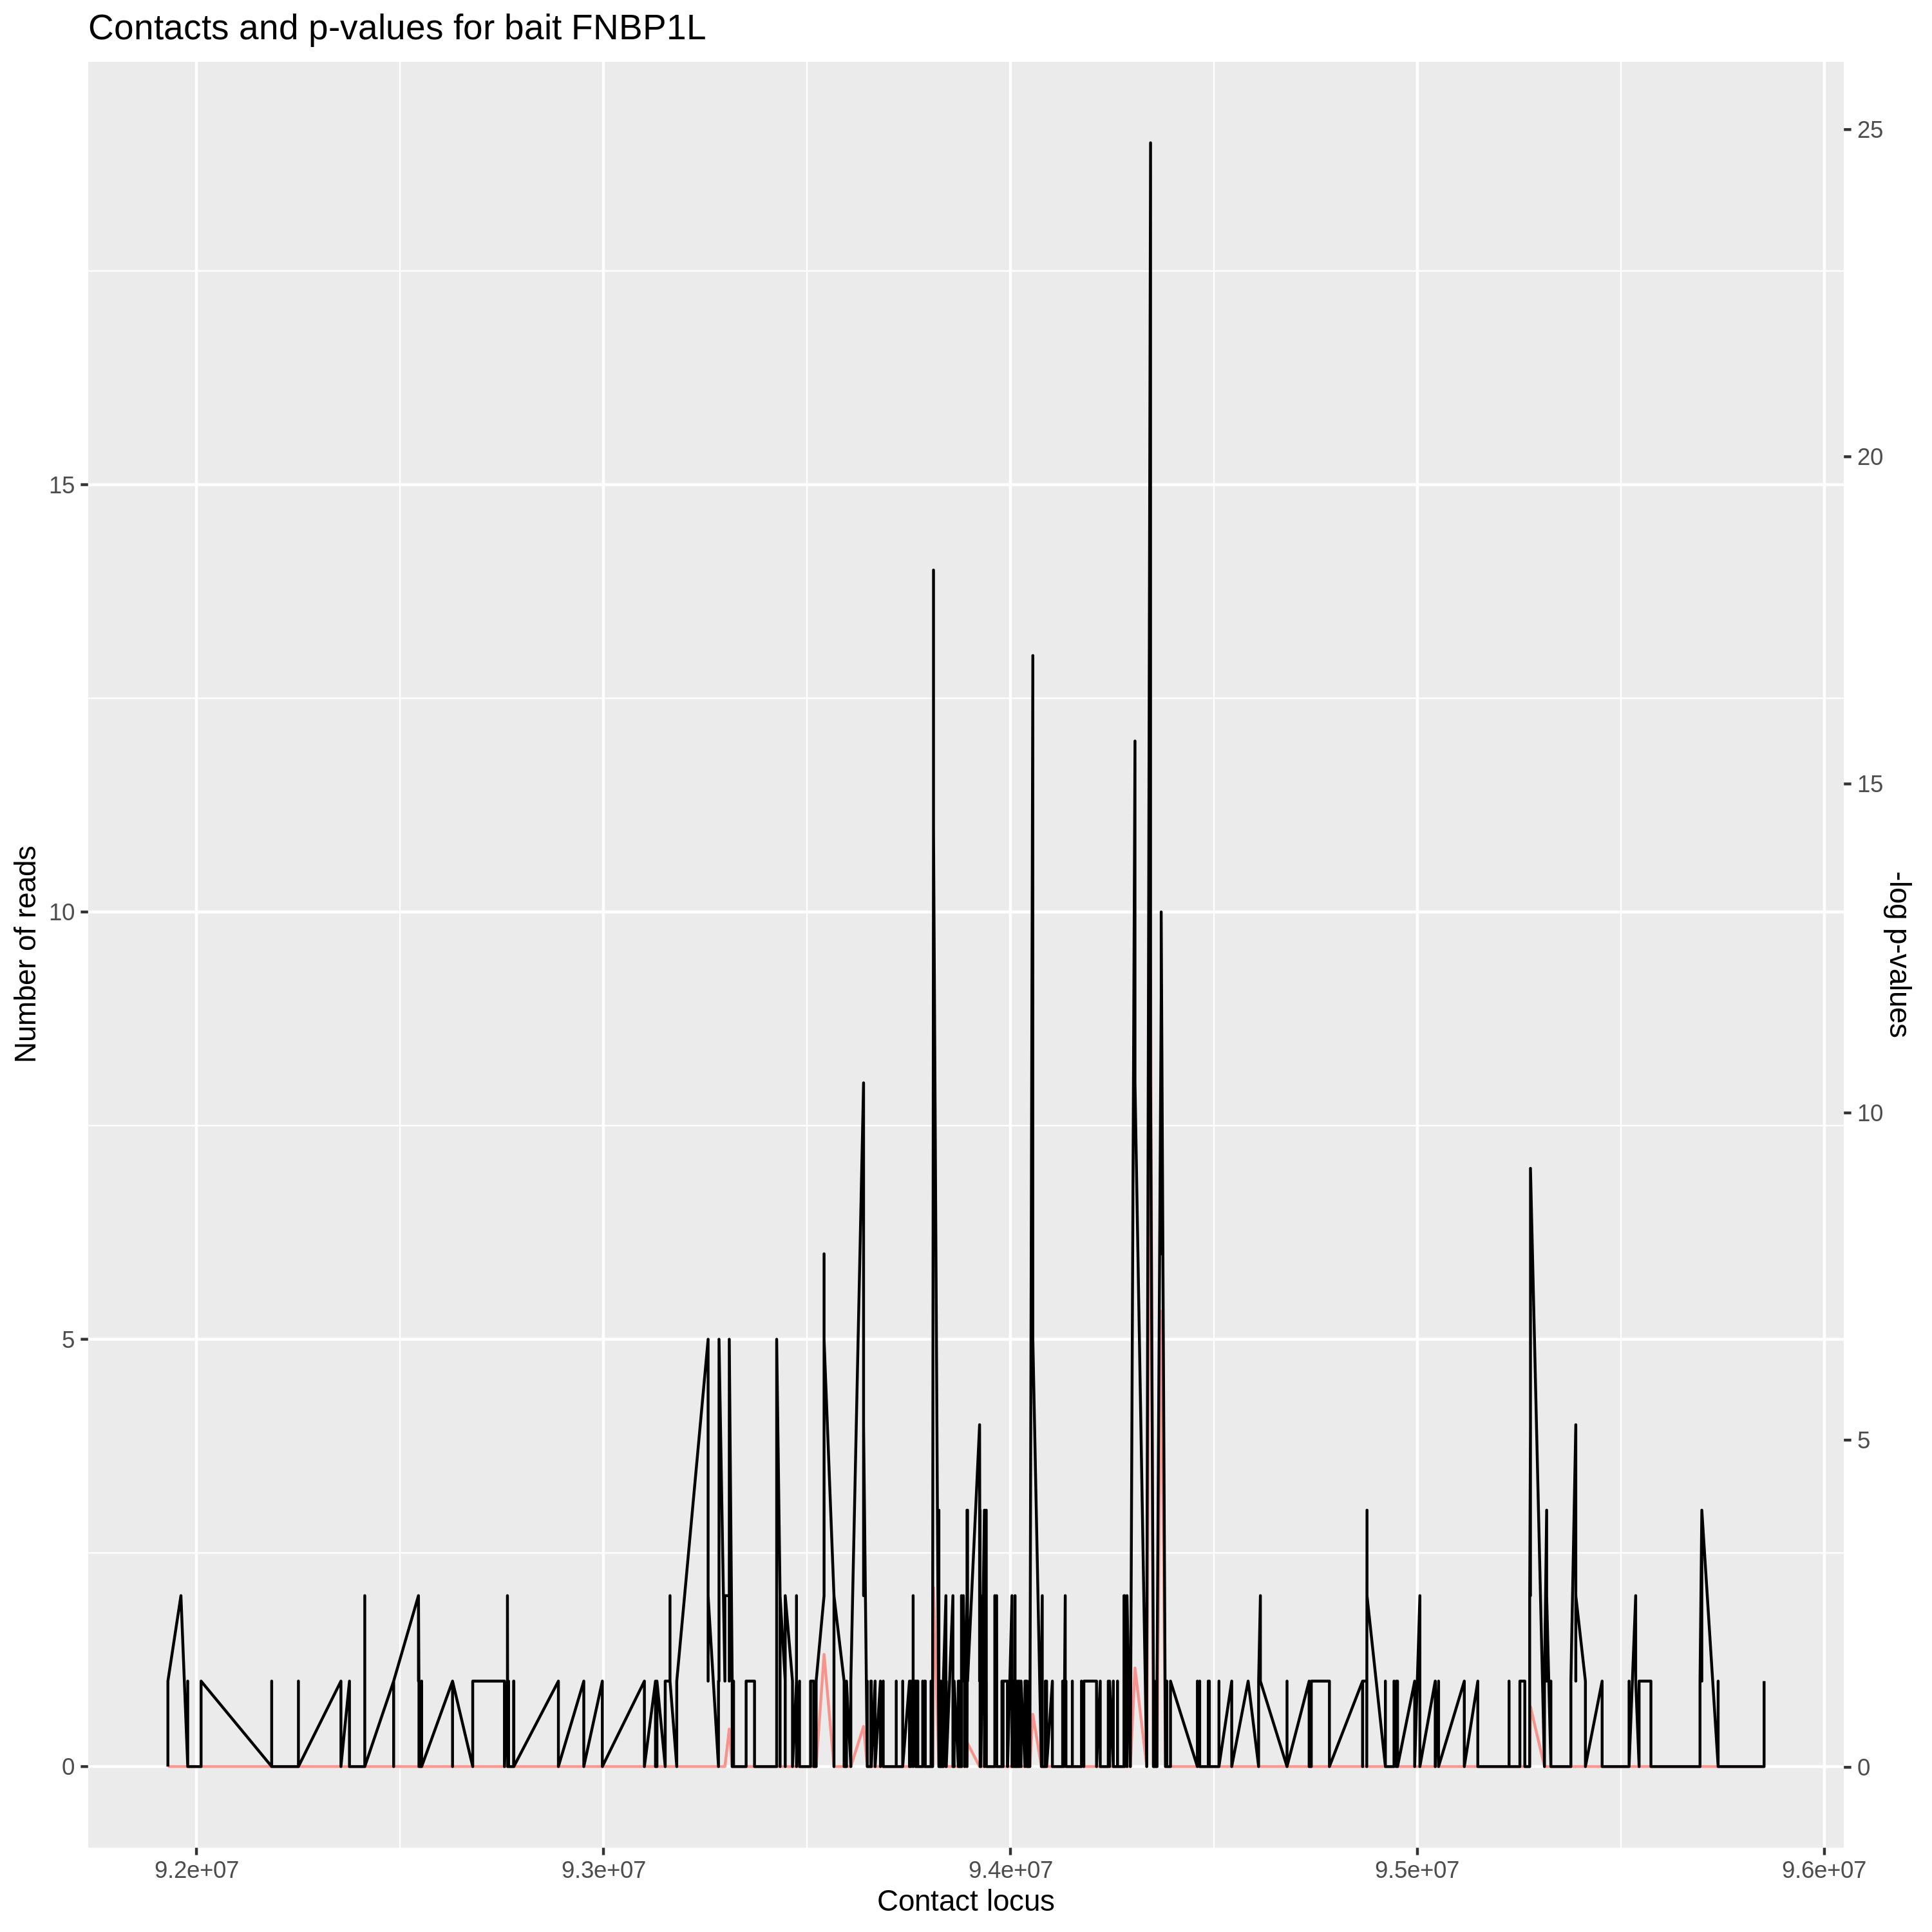 Contacts and p-values for bait FNBP1L
25
20
15
10
5
0
-log p-values
15
10
5
0
Number of reads
9.2e+07
9.3e+07
9.4e+07
9.5e+07
9.6e+07
Contact locus